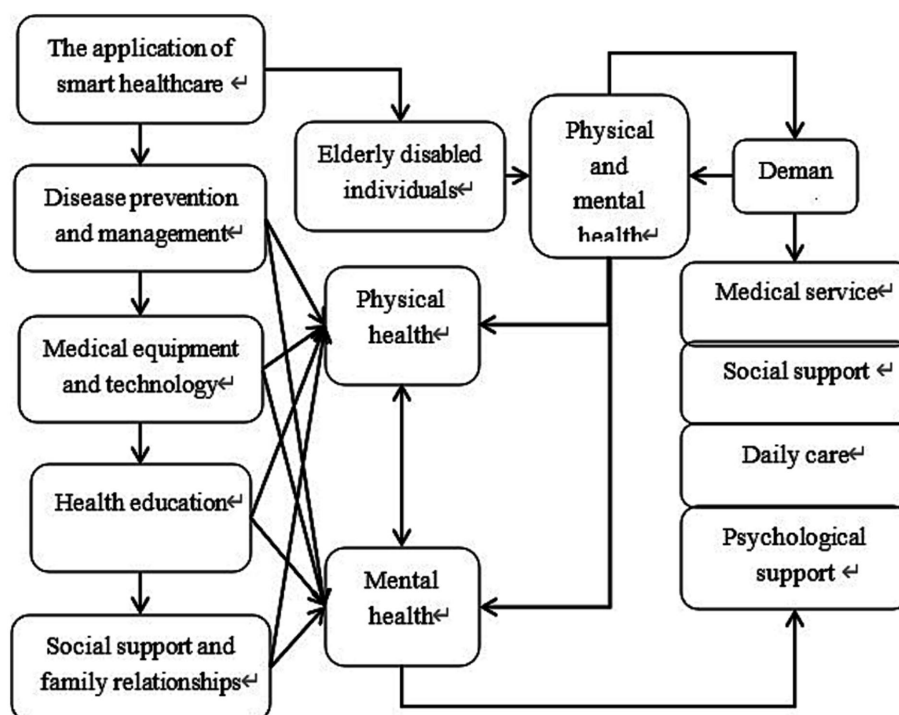 The application of
smart healthcare ↵
Elderly disabled
individuals↵
Physical
and
mental
health↵
Deman
Disease prevention
and management↵
Physical
health↵
Medical service↵
Medical equipment
and technology↵
Social support ↵
Daily care↵
Health education↵
Psychological
support ↵
Mental
health↵
Social support and
family relationships↵